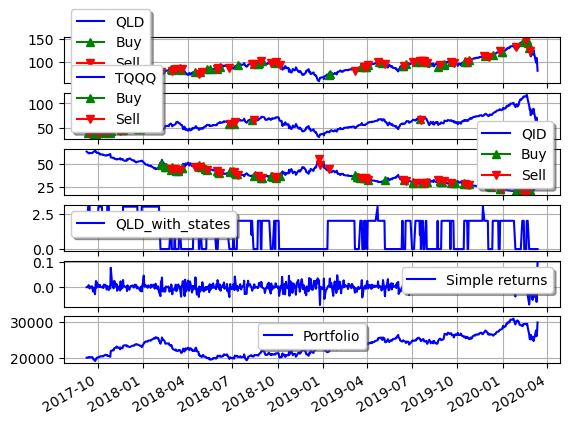 QLD
Buy
Sell
150
100
TQQQ
Buy
Sell
100
50
QID
Buy
Sell
50
25
QLD_with_states
2.5
0.0
Simple returns
0.1
0.0
Portfolio
30000
20000
2017-10 2018-01 2018-04 2018-07 2018-10 2019-01 2019-04 2019-07 2019-10 2020-01 2020-04